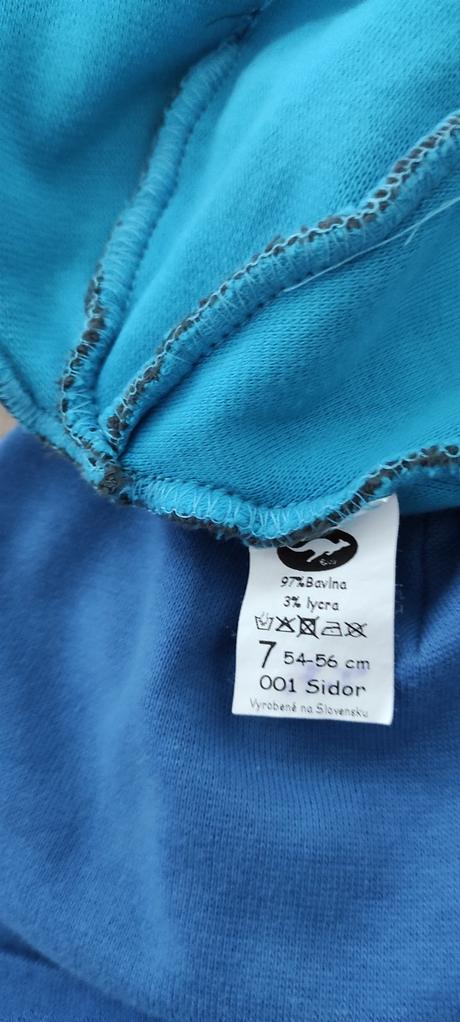 97%Bavlna
3% lycra
7 54-56 cm
001 Sidor
Vyrobené na Slovensku